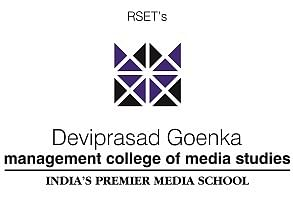 RSET's
Deviprasad Goenka
management college of media studies
INDIA'S PREMIER MEDIA SCHOOL